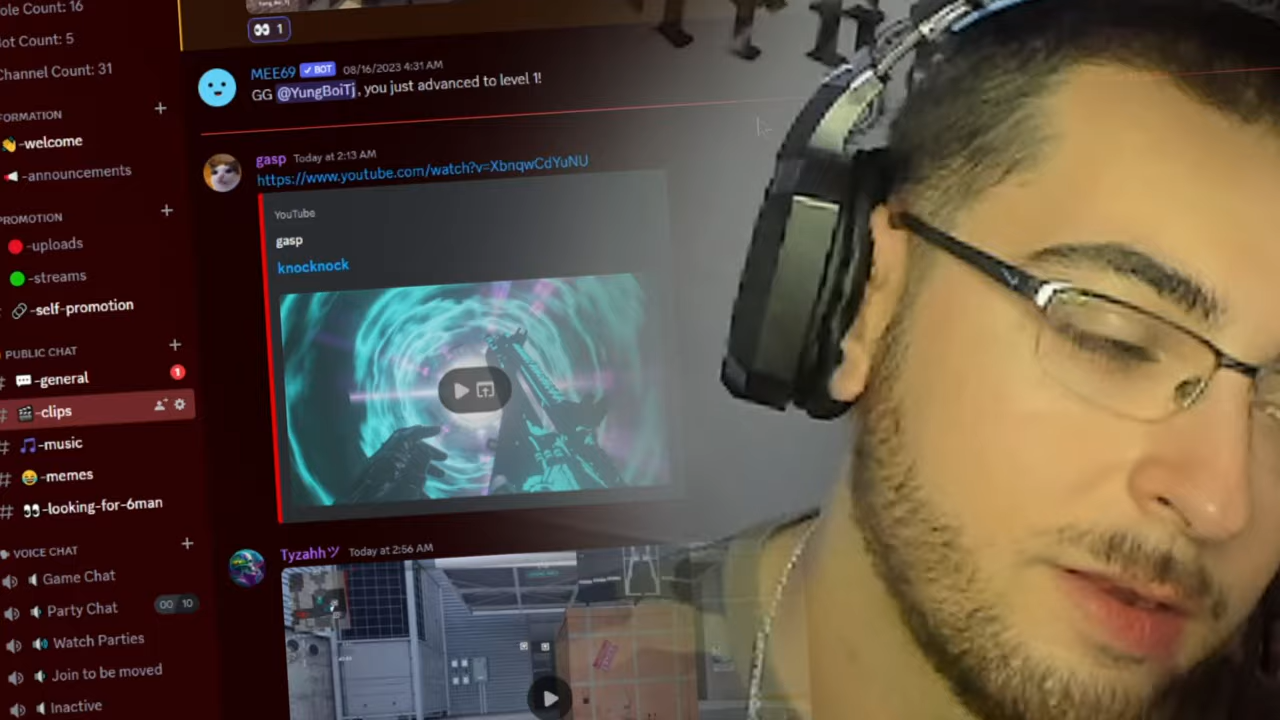 ole Count: 16
ot Count: 5
Channel Count: 31
FORMATION
-welcome
-announcements
PROMOTION
-uploads
-streams
-self-promotion
PUBLIC CHAT
-general
1
-clips
-music
-memes
-looking-for-6man
VOICE CHAT
Game Chat
Party Chat
00 10
Watch Parties
Join to be moved
Inactive
1
MEE69 BOT 08/16/2023 4:31 AM
GG @YungBoiTj, you just advanced to level 1!
gasp Today at 2:13 AM
https://www.youtube.com/watch?v=XbnqwCdYuNU
YouTube
gasp
knocknock
Tyzahhツ Today at 2:56 AM